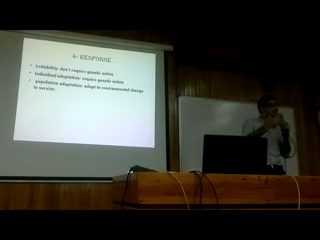 4- RESPONSE
• irritability: don't require genetic action.
• individual adaptation: require genetic action
• population adaptation: adapt to environmental change
to survive.